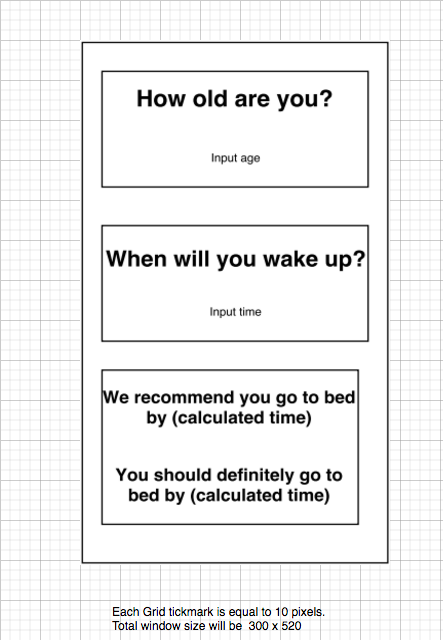 How old are you?
Input age
When will you wake up?
Input time
We recommend you go to bed
by (calculated time)
You should definitely go to
bed by (calculated time)
Each Grid tickmark is equal to 10 pixels.
Total window size will be 300 x 520